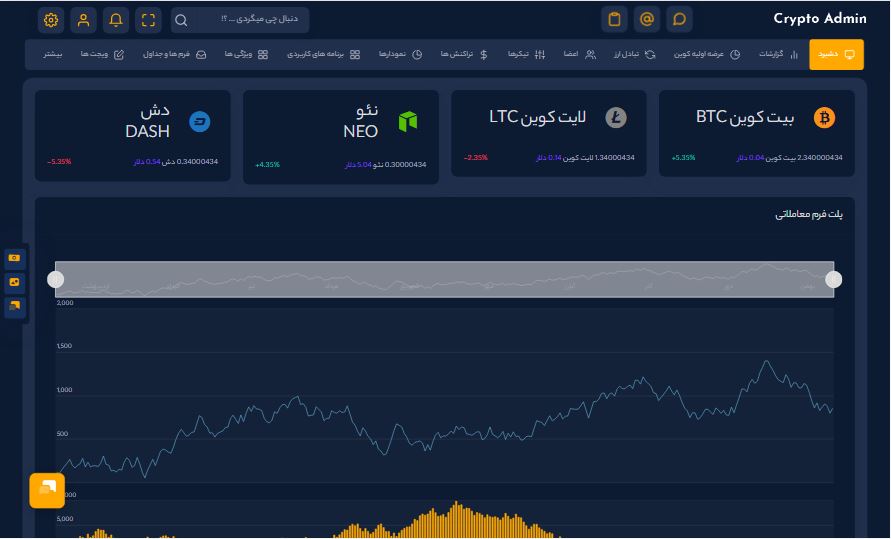 Crypto Admin
دنبال چی میگردی ... ؟!
دشبرد
گزارشات
عرضه اولیه کوین
تبادل ارز
اعضا
تیکرها
تراکنش ها
نمودارها
برنامه های کاربردی
ویژگی ها
فرم ها و جداول
ویجت ها
بیشتر
بیت کوین BTC
2.340000434 بیت کوین 0.04 دلار
+5.35%
لایت کوین LTC
1.34000434 لایت کوین 0.14 دلار
-2.35%
نئو
NEO
0.30000434 نئو 5.04 دلار
+4.35%
دش
DASH
0.34000434 دش 0.54 دلار
-5.35%
پلت فرم معاملاتی
2,000
1,500
1,000
500
5,000